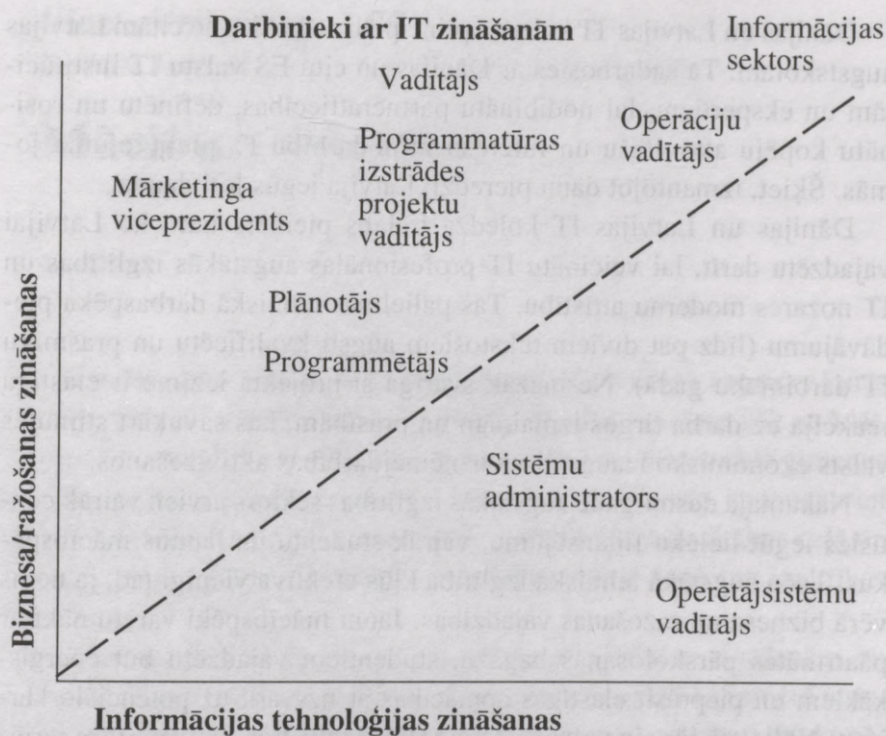 Darbinieki ar IT zināšanām
Informācijas
sektors
Vadītājs
Operāciju
vadītājs
Programmatūras
izstrādes
projektu
vadītājs
Mārketinga
viceprezidents
Plānotājs
Programmētājs
Sistēmu
administrators
Operētājsistēmu
vadītājs
Biznesa/ražošanas zināšanas
Informācijas tehnoloģijas zināšanas